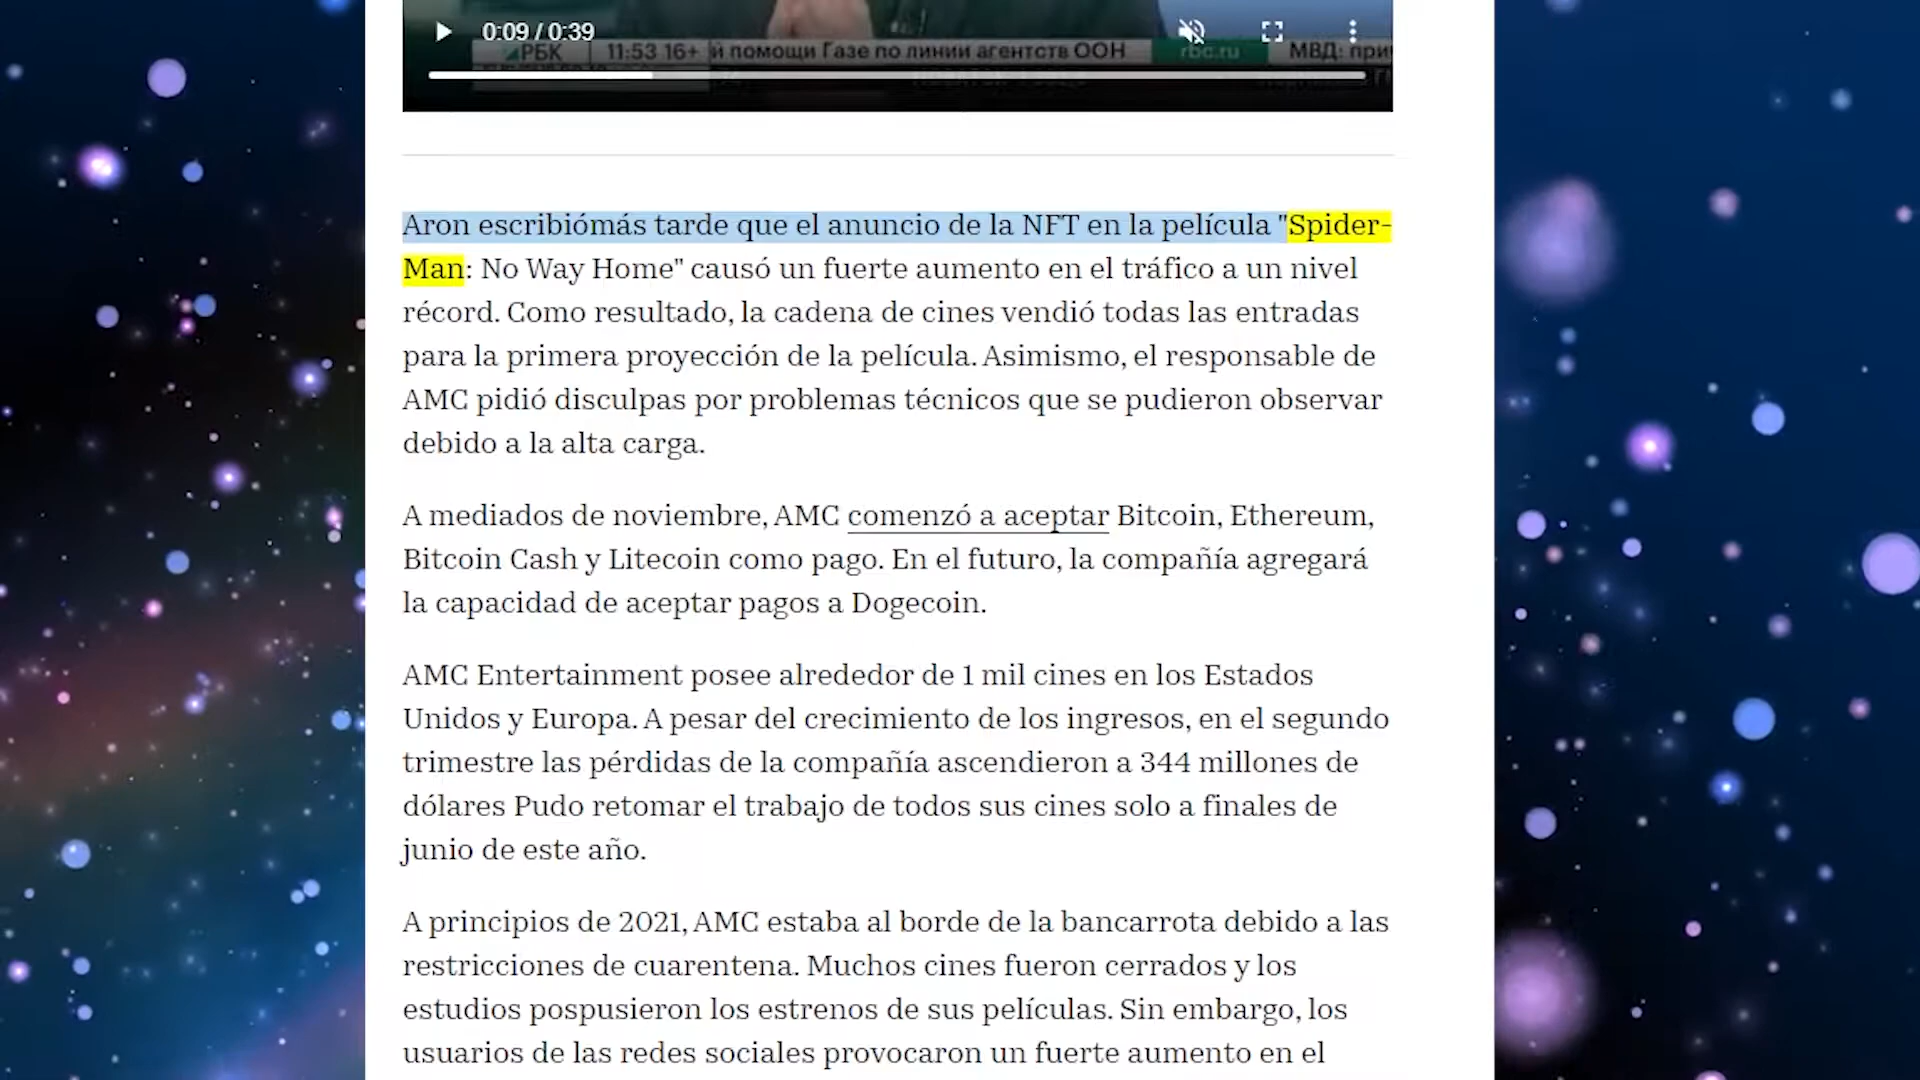 0:09 / 0:39
РБК 11:53 16+ й помощи Газе по линии агентств ООН rbc.ru МВД: при
Aron escribiómás tarde que el anuncio de la NFT en la película "Spider-
Man: No Way Home" causó un fuerte aumento en el tráfico a un nivel
récord. Como resultado, la cadena de cines vendió todas las entradas
para la primera proyección de la película. Asimismo, el responsable de
AMC pidió disculpas por problemas técnicos que se pudieron observar
debido a la alta carga.
A mediados de noviembre, AMC comenzó a aceptar Bitcoin, Ethereum,
Bitcoin Cash y Litecoin como pago. En el futuro, la compañía agregará
la capacidad de aceptar pagos a Dogecoin.
AMC Entertainment posee alrededor de 1 mil cines en los Estados
Unidos y Europa. A pesar del crecimiento de los ingresos, en el segundo
trimestre las pérdidas de la compañía ascendieron a 344 millones de
dólares Pudo retomar el trabajo de todos sus cines solo a finales de
junio de este año.
A principios de 2021, AMC estaba al borde de la bancarrota debido a las
restricciones de cuarentena. Muchos cines fueron cerrados y los
estudios pospusieron los estrenos de sus películas. Sin embargo, los
usuarios de las redes sociales provocaron un fuerte aumento en el